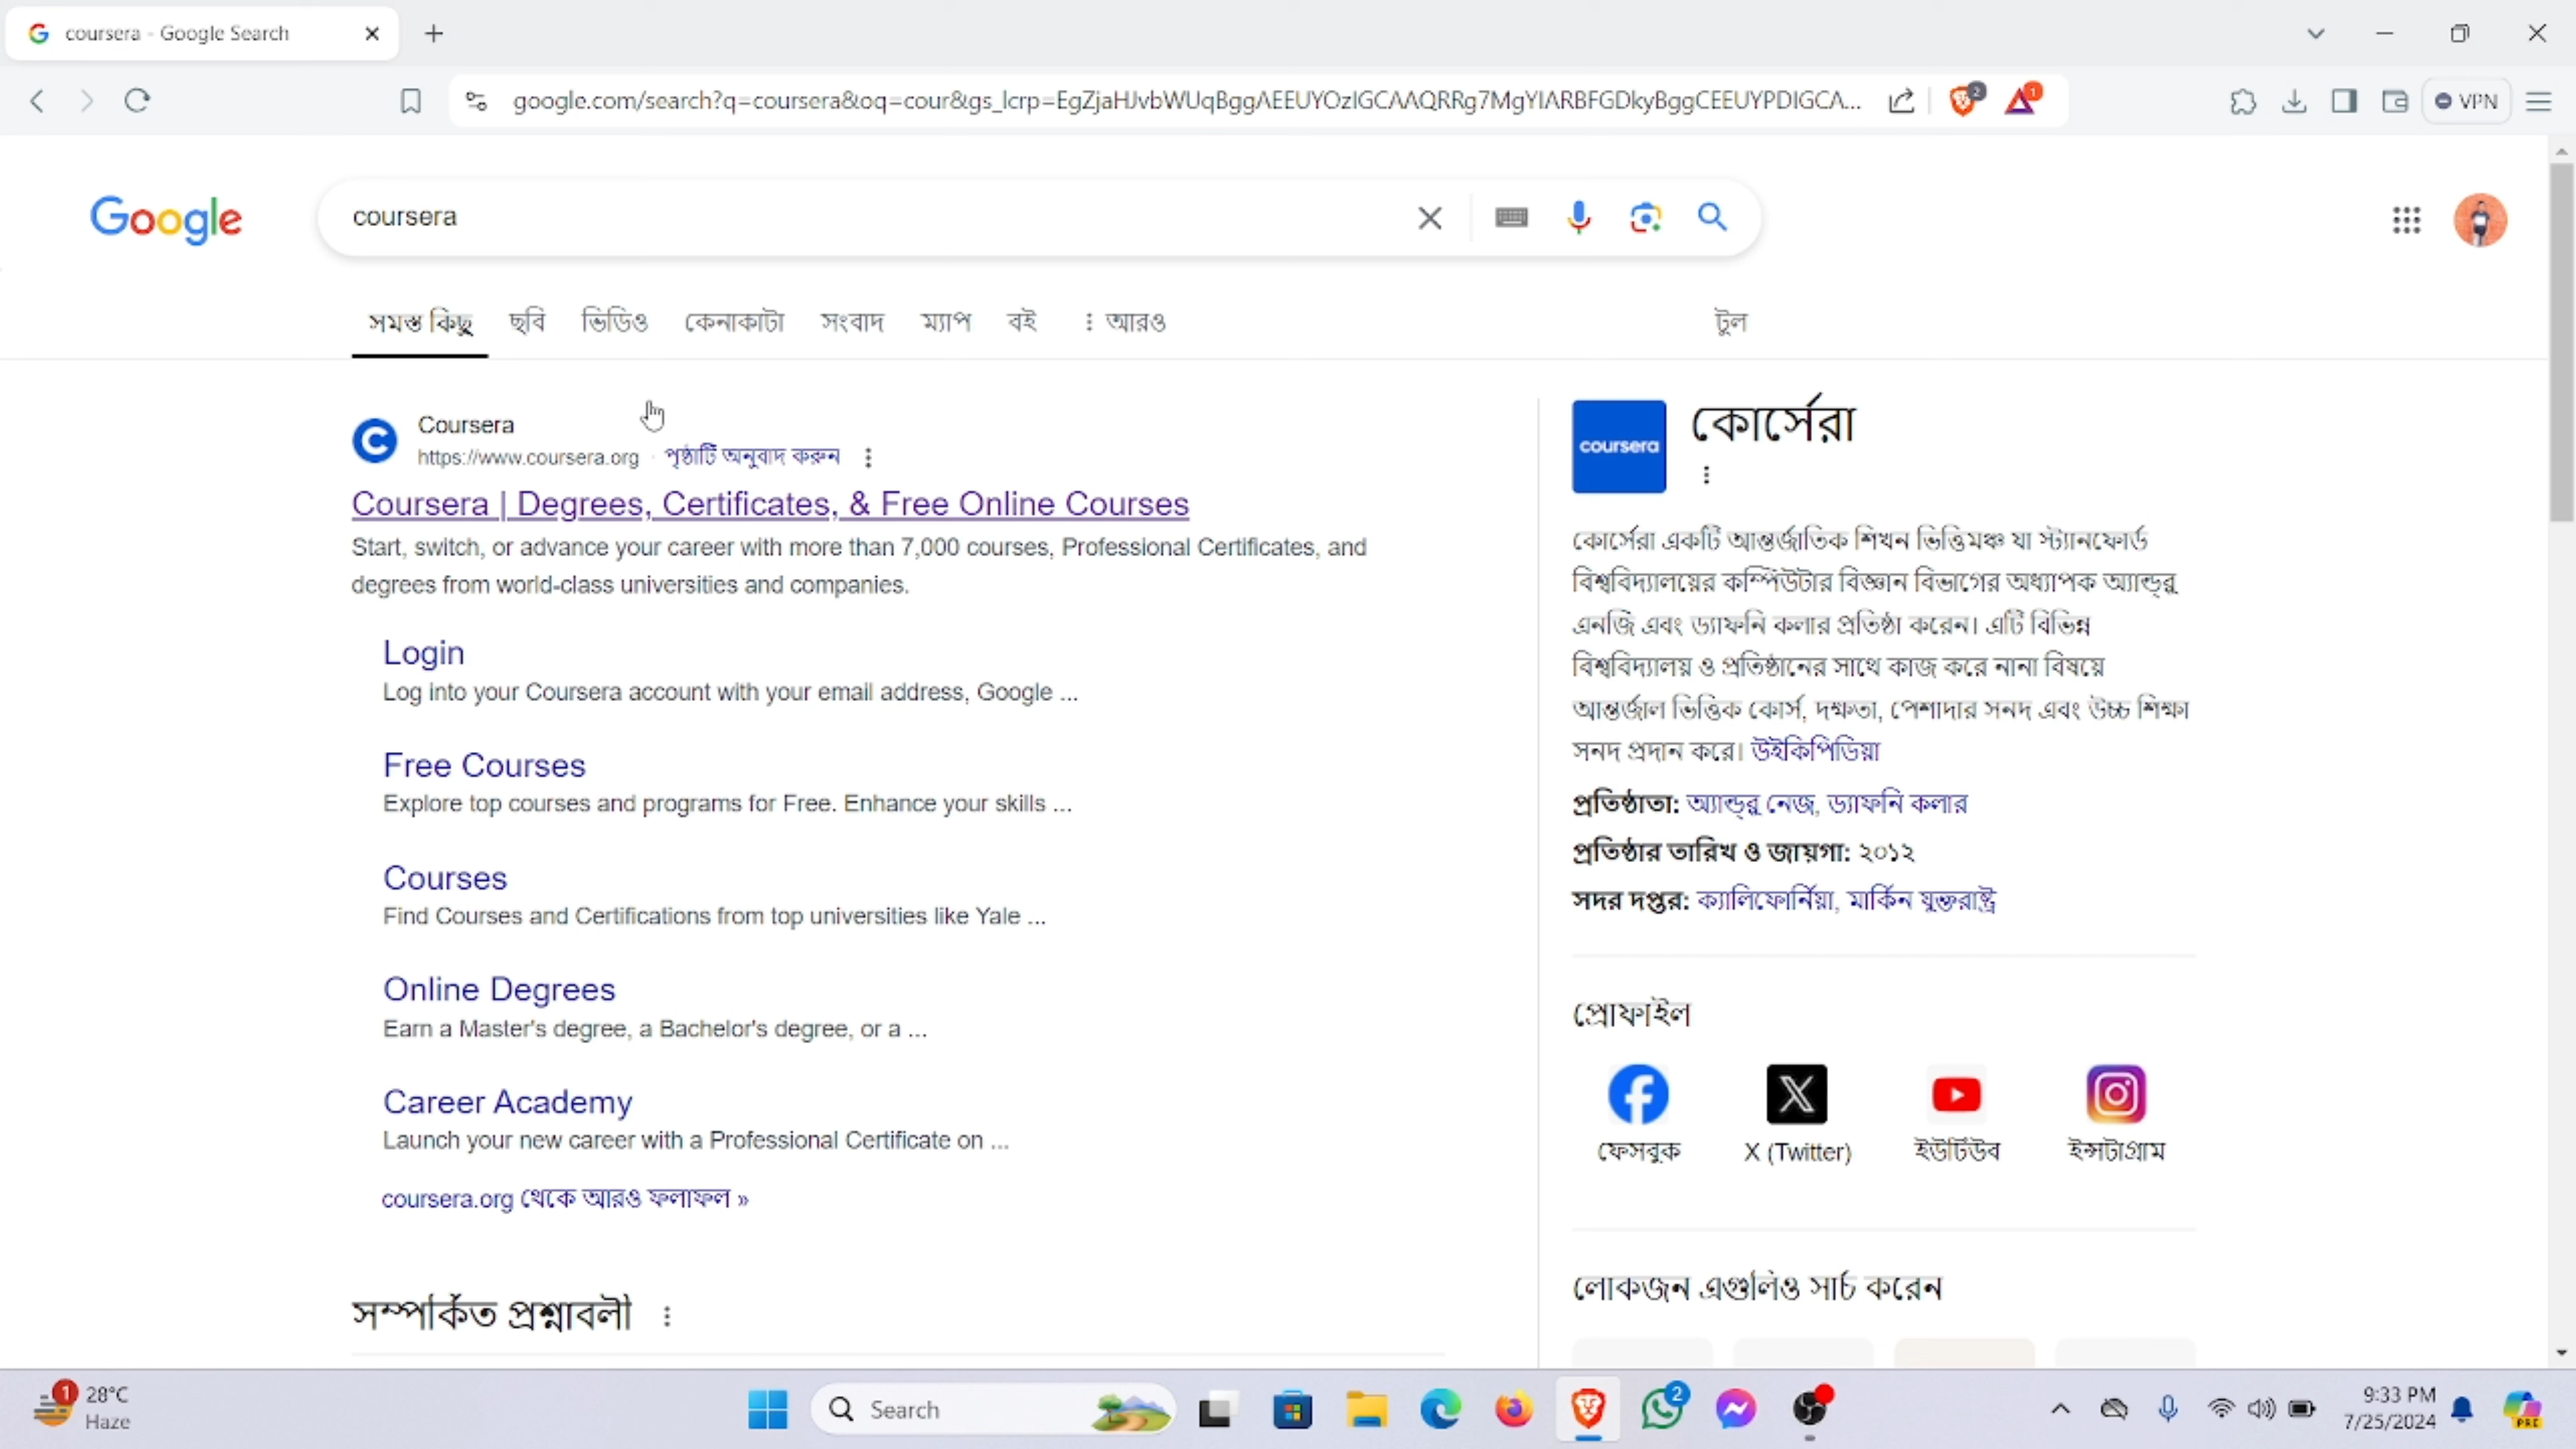 coursera - Google Search
google.com/search?q=coursera&oq=cour&gs_lcrp=EgZjaHJvbWUqBggAEEUYOzIGCAAQRRg7MgYIARBFGDkyBggCEEUYPDIGCA...
2
1
VPN
Google
coursera
সমস্ত কিছু ছবি ভিডিও কেনাকাটা সংবাদ ম্যাপ বই আরও টুল
Coursera
https://www.coursera.org · পৃষ্ঠাটি অনুবাদ করুন
Coursera | Degrees, Certificates, & Free Online Courses
Start, switch, or advance your career with more than 7,000 courses, Professional Certificates, and
degrees from world-class universities and companies.
Login
Log into your Coursera account with your email address, Google ...
Free Courses
Explore top courses and programs for Free. Enhance your skills ...
Courses
Find Courses and Certifications from top universities like Yale ...
Online Degrees
Earn a Master's degree, a Bachelor's degree, or a ...
Career Academy
Launch your new career with a Professional Certificate on ...
coursera.org থেকে আরও ফলাফল »
সম্পর্কিত প্রশ্নাবলী
coursera
কোর্সেরা
কোর্সেরা একটি আন্তর্জাতিক শিখন ভিত্তিমঞ্চ যা স্ট্যানফোর্ড
বিশ্ববিদ্যালয়ের কম্পিউটার বিজ্ঞান বিভাগের অধ্যাপক অ্যান্ড্রু
এনজি এবং ড্যাফনি কলার প্রতিষ্ঠা করেন। এটি বিভিন্ন
বিশ্ববিদ্যালয় ও প্রতিষ্ঠানের সাথে কাজ করে নানা বিষয়ে
আন্তর্জাল ভিত্তিক কোর্স, দক্ষতা, পেশাদার সনদ এবং উচ্চ শিক্ষা
সনদ প্রদান করে। উইকিপিডিয়া
প্রতিষ্ঠাতা: অ্যান্ড্রু নেজ, ড্যাফনি কলার
প্রতিষ্ঠার তারিখ ও জায়গা: ২০১২
সদর দপ্তর: ক্যালিফোর্নিয়া, মার্কিন যুক্তরাষ্ট্র
প্রোফাইল
ফেসবুক X (Twitter) ইউটিউব ইন্সটাগ্রাম
লোকজন এগুলিও সার্চ করেন
1
28°C
Haze
Search
2
9:33 PM
7/25/2024
PRE